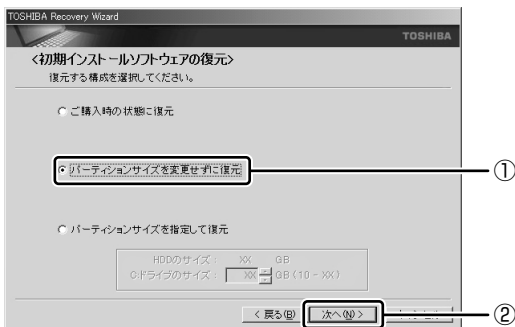 TOSHIBA Recovery Wizard
TOSHIBA
<初期インストールソフトウェアの復元>
復元する構成を選択してください。
ご購入時の状態に復元
パーティションサイズを変更せずに復元
①
パーティションサイズを指定して復元
HDDのサイズ: XX GB
C:ドライブのサイズ: XX GB (10 - XX)
< 戻る(B) 次へ(N) >
②